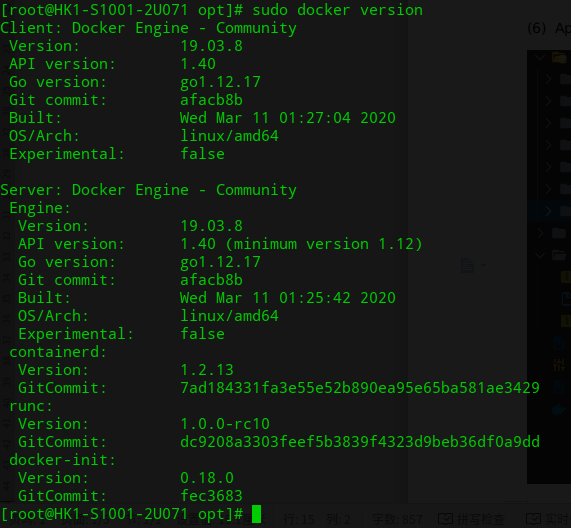 [root@HK1-S1001-2U071 opt]# sudo docker version
Client: Docker Engine - Community
Version: 19.03.8
API version: 1.40
Go version: go1.12.17
Git commit: afacb8b
Built: Wed Mar 11 01:27:04 2020
OS/Arch: linux/amd64
Experimental: false
Server: Docker Engine - Community
Engine:
Version: 19.03.8
API version: 1.40 (minimum version 1.12)
Go version: go1.12.17
Git commit: afacb8b
Built: Wed Mar 11 01:25:42 2020
OS/Arch: linux/amd64
Experimental: false
containerd:
Version: 1.2.13
GitCommit: 7ad184331fa3e55e52b890ea95e65ba581ae3429
runc:
Version: 1.0.0-rc10
GitCommit: dc9208a3303feef5b3839f4323d9beb36df0a9dd
docker-init:
Version: 0.18.0
GitCommit: fec3683
[root@HK1-S1001-2U071 opt]#
(6) Ap
行: 15 列: 2 字数: 857 拼写检查 实时